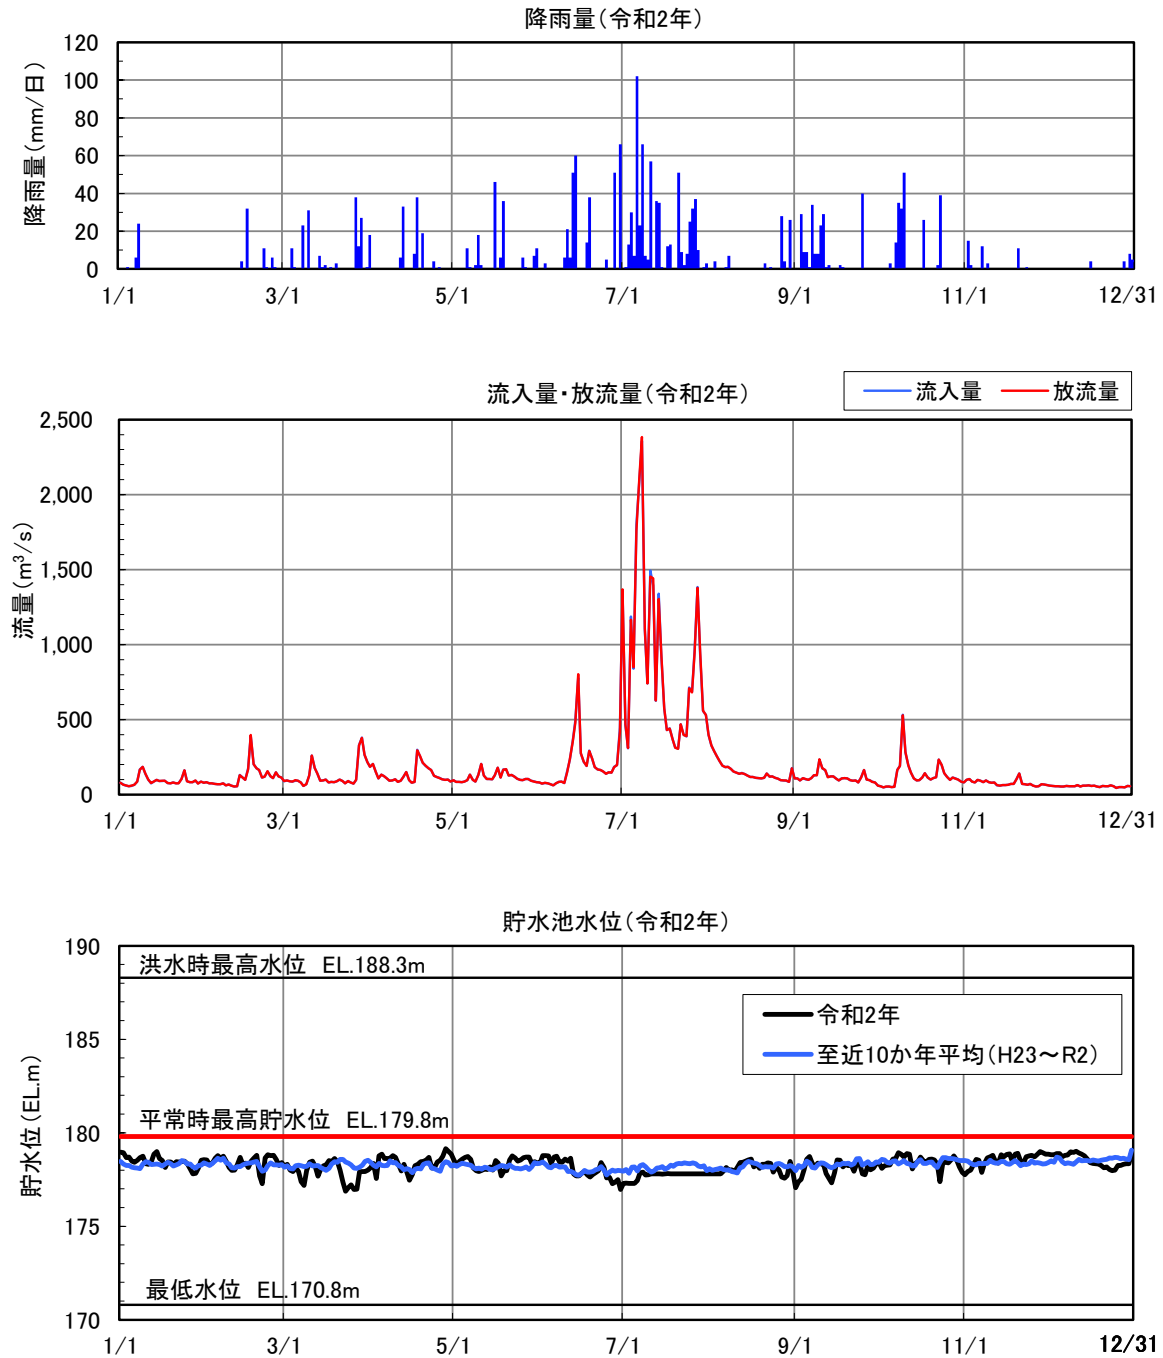 降雨量(令和2年)
降雨量(mm/日)
120
100
80
60
40
20
0
1/1 3/1 5/1 7/1 9/1 11/1 12/31
流入量・放流量(令和2年)
流入量 放流量
流量(m³/s)
2,500
2,000
1,500
1,000
500
0
1/1 3/1 5/1 7/1 9/1 11/1 12/31
貯水池水位(令和2年)
貯水位(EL.m)
190
洪水時最高水位 EL.188.3m
令和2年
185
至近10か年平均(H23～R2)
平常時最高貯水位 EL.179.8m
180
175
最低水位 EL.170.8m
170
1/1 3/1 5/1 7/1 9/1 11/1 12/31